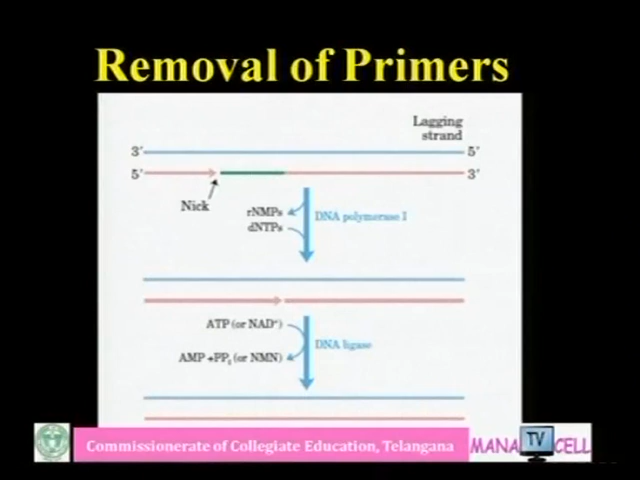 Removal of Primers
Lagging
strand
3′ 5′
5′ 3′
Nick
rNMPs
dNTPs
DNA polymerase I
ATP (or NAD⁺)
AMP +PPᵢ (or NMN)
DNA ligase
Commissionerate of Collegiate Education, Telangana
MANA TV CELL